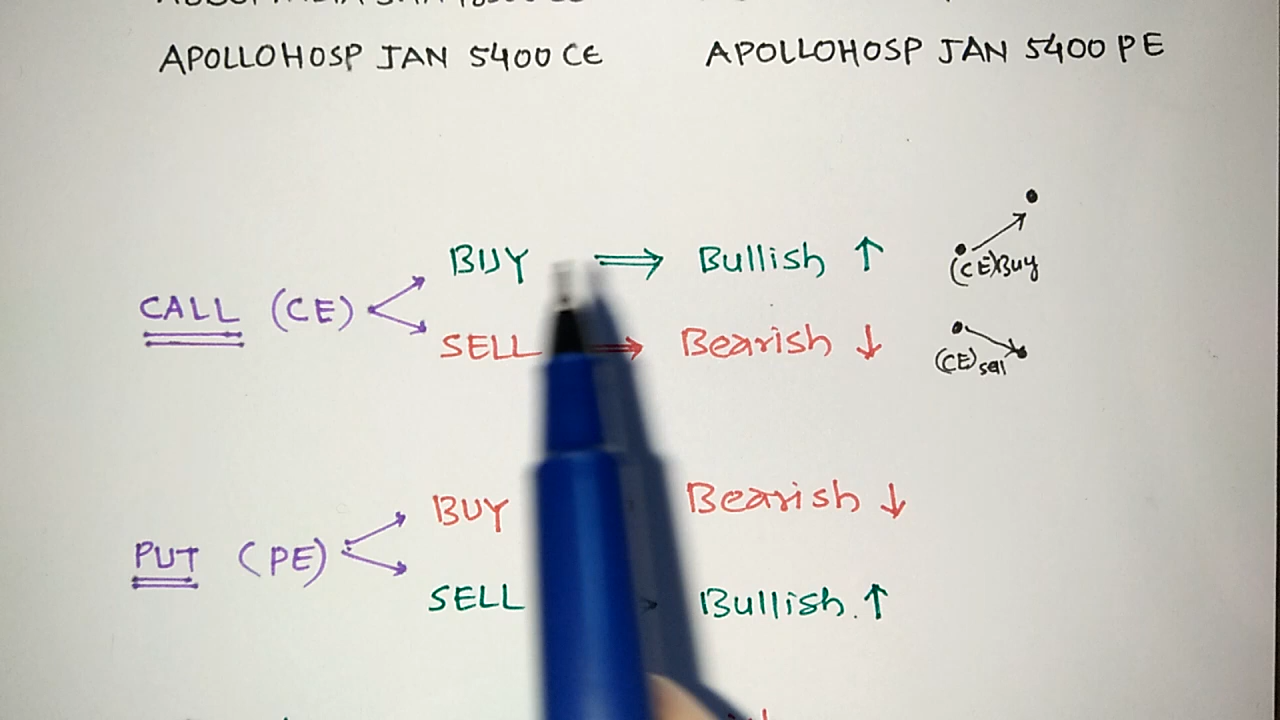 APOLLOHOSP JAN 5400 CE APOLLOHOSP JAN 5400 PE
BUY ⇒ Bullish ↑
(CE)Buy
CALL (CE)
SELL ⇒ Bearish ↓
(CE)sell
BUY Bearish ↓
PUT (PE)
SELL → Bullish. ↑